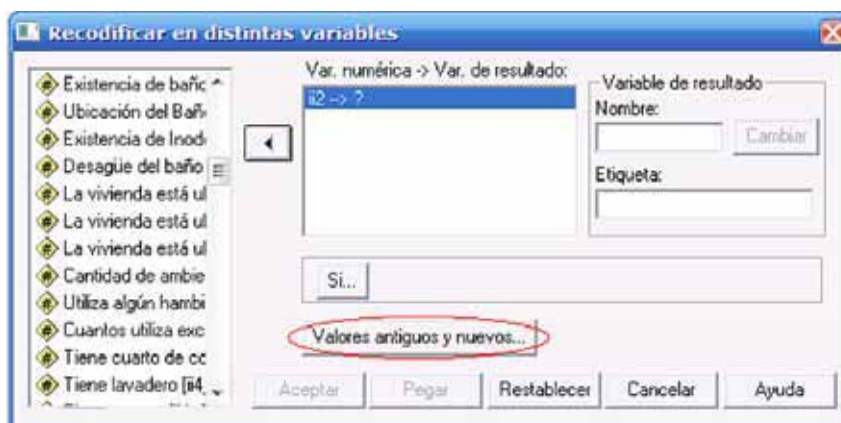 Recodificar en distintas variables
Existencia de bañc
Ubicación del Bañ
Existencia de Inod
Desagüe del baño
La vivienda está ul
La vivienda está ul
La vivienda está ul
Cantidad de ambie
Utiliza algún hambi
Cuantos utiliza exc
Tiene cuarto de cc
Tiene lavadero [ii4_
Var. numérica -> Var. de resultado:
ii2 --> ?
Variable de resultado
Nombre:
Cambiar
Etiqueta:
Si...
Valores antiguos y nuevos...
Aceptar
Pegar
Restablecer
Cancelar
Ayuda